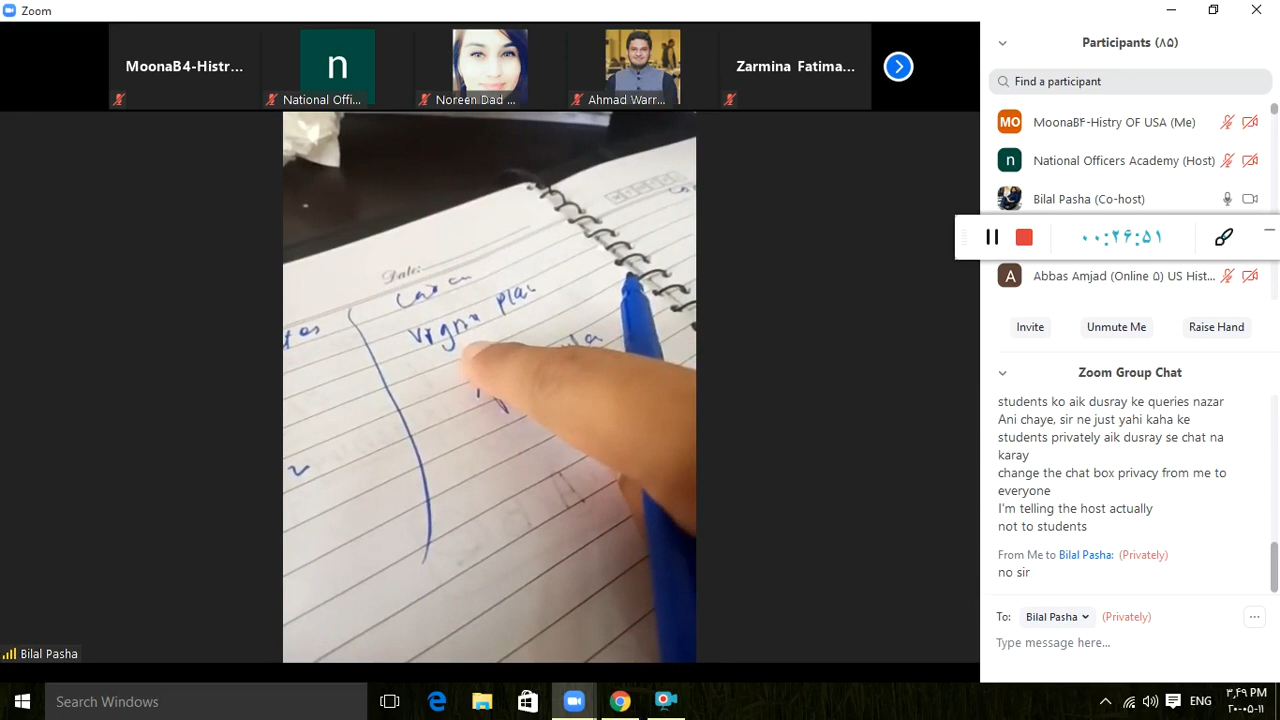 Zoom
MoonaB4-Histr...
n
National Offi...
Noreen Dad ...
Ahmad Warr...
Zarmina Fatima...
Date:
plan
Bilal Pasha
Participants (۸۵)
Find a participant
MO
MoonaB۴-Histry OF USA (Me)
n
National Officers Academy (Host)
Bilal Pasha (Co-host)
۰۰:۲۶:۵۱
A
Abbas Amjad (Online ۵) US Hist...
Invite
Unmute Me
Raise Hand
Zoom Group Chat
students ko aik dusray ke queries nazar
Ani chaye, sir ne just yahi kaha ke
students privately aik dusray se chat na
karay
change the chat box privacy from me to
everyone
I'm telling the host actually
not to students
From Me to Bilal Pasha: (Privately)
no sir
To: Bilal Pasha (Privately)
Type message here...
Search Windows
ENG
۳:۴۹ PM
۲۰۲۰-۰۵-۱۱